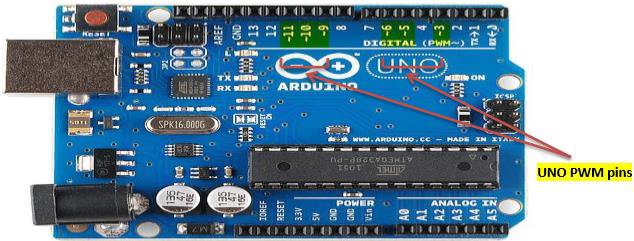 RESET
AREF
GND
13
12
~11
~10
~9
8
7
~6
~5
4
~3
2
TX→1
DIGITAL (PWM~)
TX
RX
ARDUINO
UNO
ON
ICSP
SPK16.000G
WWW.ARDUINO.CC - MADE IN ITALY
UNO PWM pins
ATMEL
ATMEGA328P-PU
POWER
ANALOG IN
IOREF
RESET
3.3V
5V
GND
GND
Vin
A0
A1
A2
A3
A4
A5